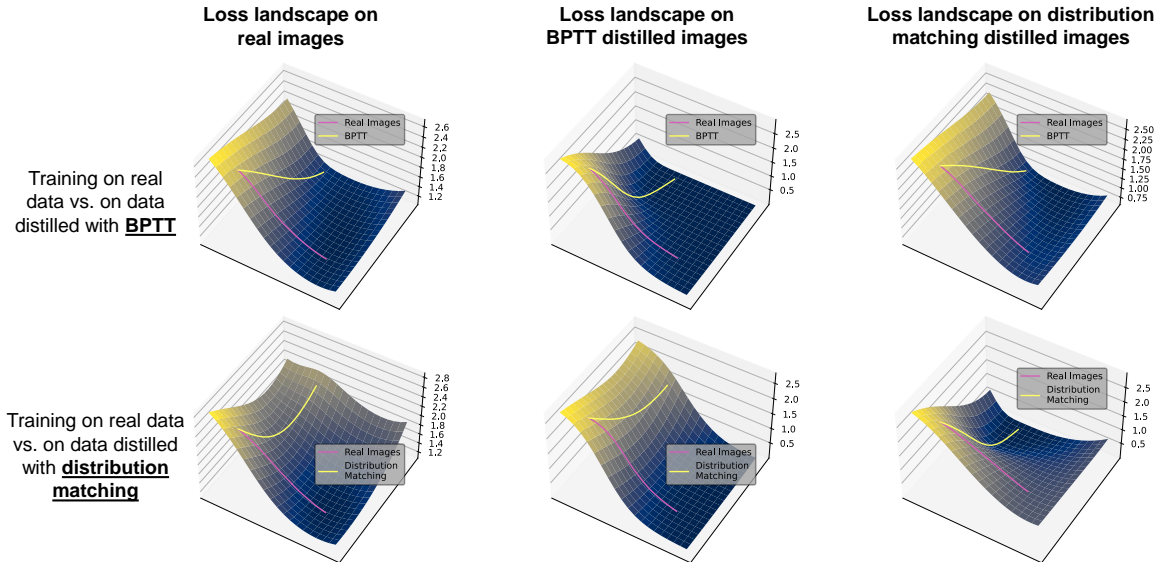 Loss landscape on
real images
Loss landscape on
BPTT distilled images
Loss landscape on distribution
matching distilled images
Training on real
data vs. on data
distilled with BPTT
Real Images
BPTT
2.6
2.4
2.2
2.0
1.8
1.6
1.4
1.2
Real Images
BPTT
2.5
2.0
1.5
1.0
0.5
Real Images
BPTT
2.50
2.25
2.00
1.75
1.50
1.25
1.00
0.75
Training on real data
vs. on data distilled
with distribution
matching
Real Images
Distribution
Matching
2.8
2.6
2.4
2.2
2.0
1.8
1.6
1.4
1.2
Real Images
Distribution
Matching
2.5
2.0
1.5
1.0
0.5
Real Images
Distribution
Matching
2.5
2.0
1.5
1.0
0.5